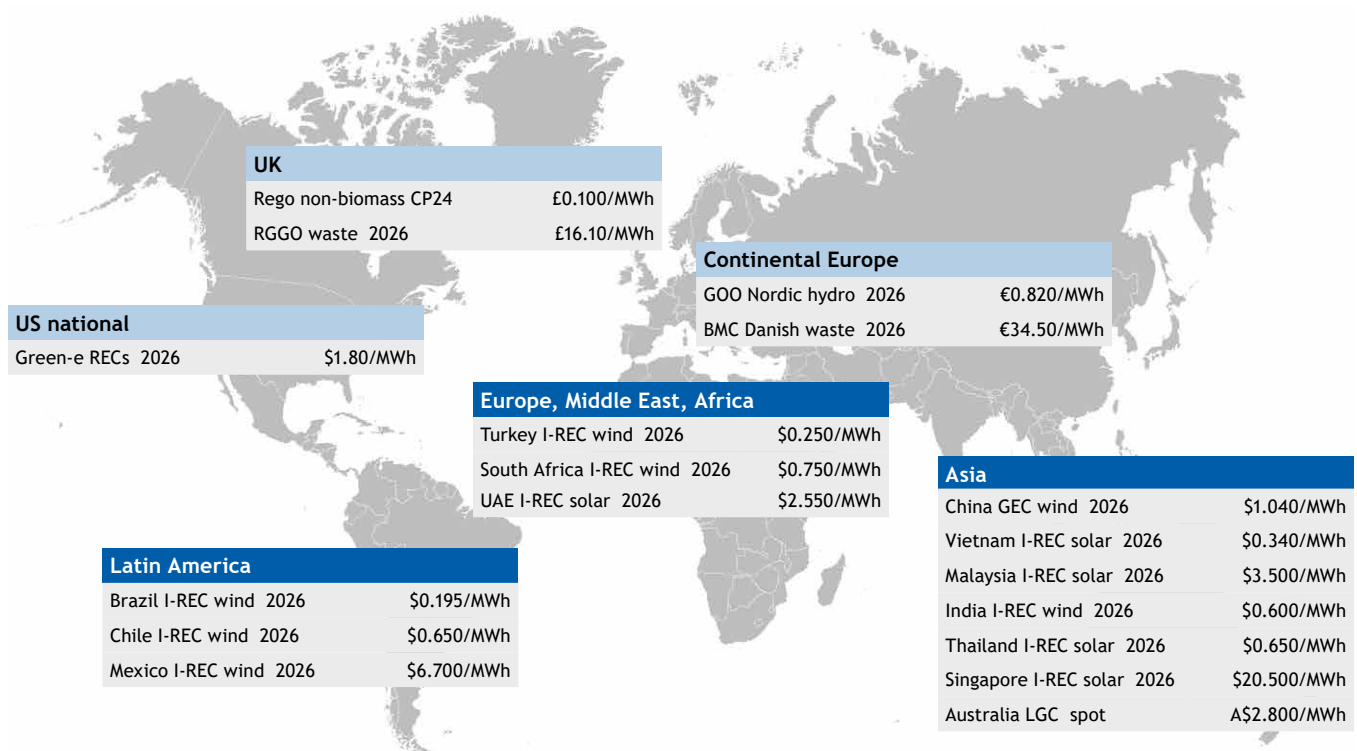 UK
Rego non-biomass CP24 £0.100/MWh
RGGO waste 2026 £16.10/MWh
Continental Europe
GOO Nordic hydro 2026 €0.820/MWh
BMC Danish waste 2026 €34.50/MWh
US national
Green-e RECs 2026 $1.80/MWh
Europe, Middle East, Africa
Turkey I-REC wind 2026 $0.250/MWh
South Africa I-REC wind 2026 $0.750/MWh
UAE I-REC solar 2026 $2.550/MWh
Asia
China GEC wind 2026 $1.040/MWh
Vietnam I-REC solar 2026 $0.340/MWh
Malaysia I-REC solar 2026 $3.500/MWh
India I-REC wind 2026 $0.600/MWh
Thailand I-REC solar 2026 $0.650/MWh
Singapore I-REC solar 2026 $20.500/MWh
Australia LGC spot A$2.800/MWh
Latin America
Brazil I-REC wind 2026 $0.195/MWh
Chile I-REC wind 2026 $0.650/MWh
Mexico I-REC wind 2026 $6.700/MWh